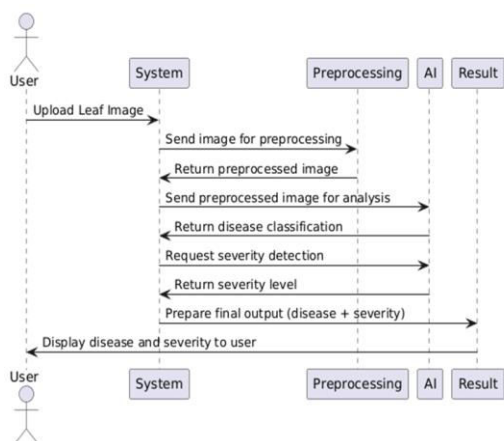 User
System
Preprocessing
AI
Result
Upload Leaf Image
Send image for preprocessing
Return preprocessed image
Send preprocessed image for analysis
Return disease classification
Request severity detection
Return severity level
Prepare final output (disease + severity)
Display disease and severity to user
User
System
Preprocessing
AI
Result